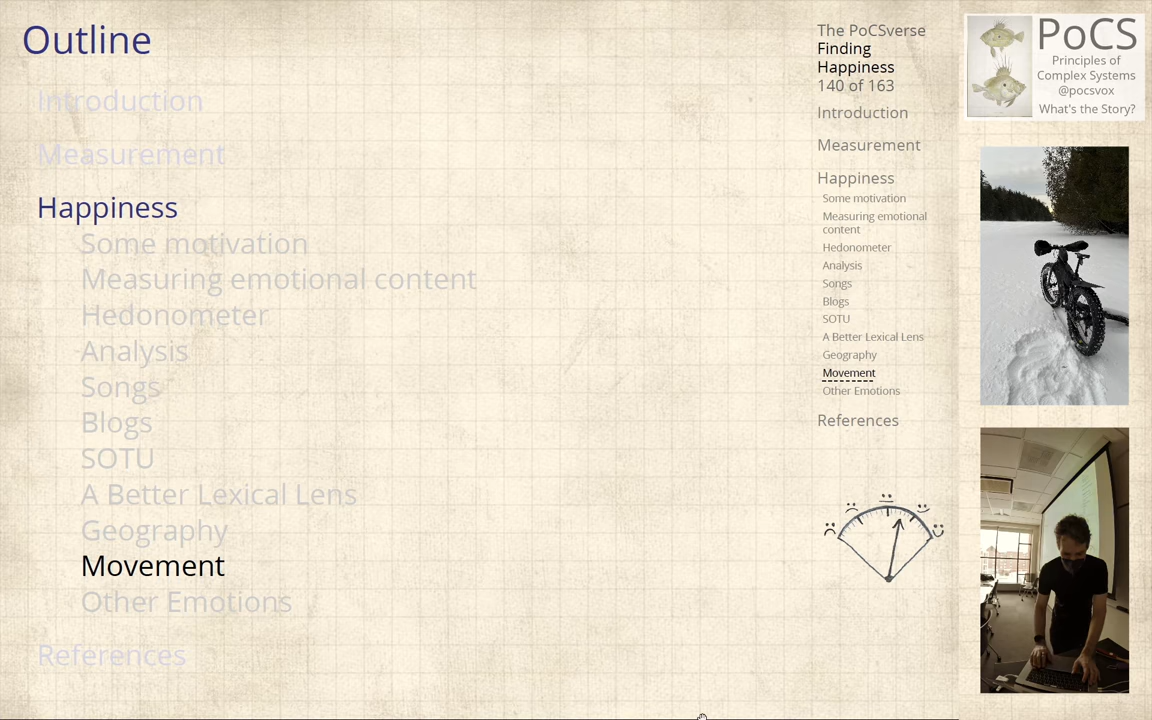 Outline
Introduction
Measurement
Happiness
Some motivation
Measuring emotional content
Hedonometer
Analysis
Songs
Blogs
SOTU
A Better Lexical Lens
Geography
Movement
Other Emotions
References
The PoCSverse
Finding
Happiness
140 of 163
Introduction
Measurement
Happiness
Some motivation
Measuring emotional
content
Hedonometer
Analysis
Songs
Blogs
SOTU
A Better Lexical Lens
Geography
Movement
Other Emotions
References
PoCS
Principles of
Complex Systems
@pocsvox
What's the Story?